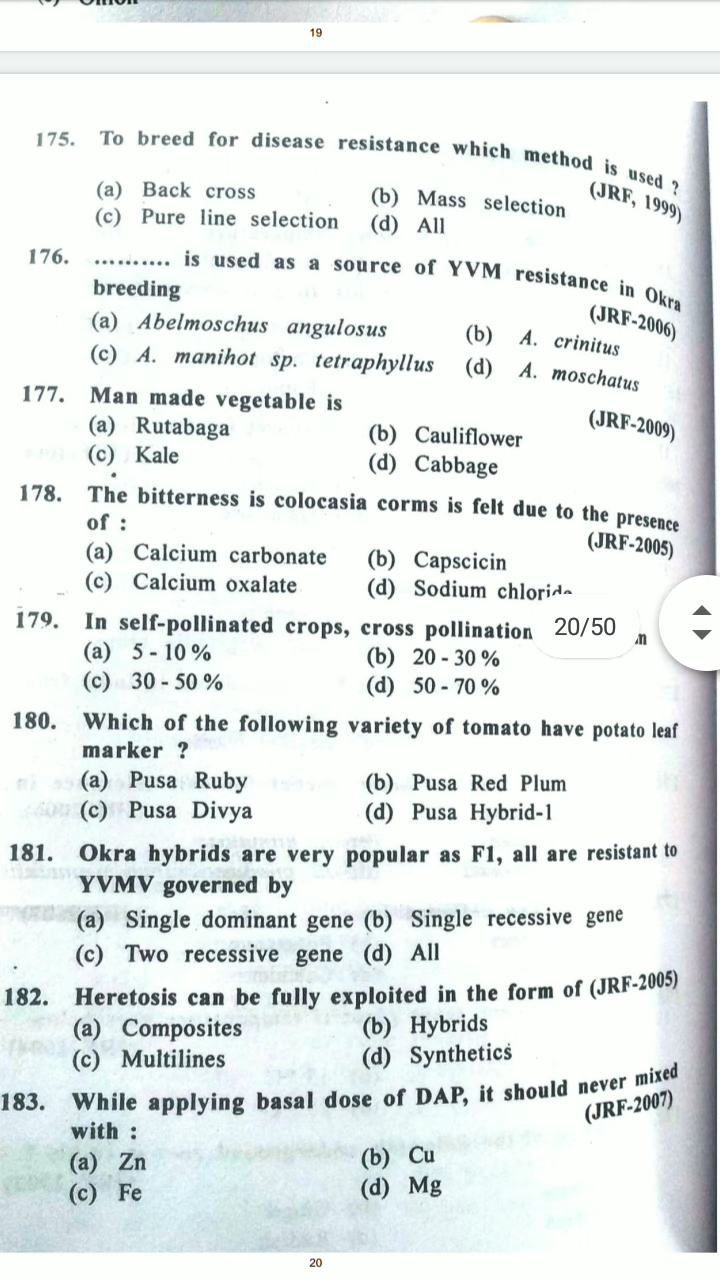 19
175. To breed for disease resistance which method is used ?
(JRF, 1999)
(a) Back cross (b) Mass selection
(c) Pure line selection (d) All
176. .......... is used as a source of YVM resistance in Okra
breeding (JRF-2006)
(a) Abelmoschus angulosus (b) A. crinitus
(c) A. manihot sp. tetraphyllus (d) A. moschatus
177. Man made vegetable is (JRF-2009)
(a) Rutabaga (b) Cauliflower
(c) Kale (d) Cabbage
178. The bitterness is colocasia corms is felt due to the presence
of : (JRF-2005)
(a) Calcium carbonate (b) Capscicin
(c) Calcium oxalate (d) Sodium
179. In self-pollinated crops, cross pollination
20/50
(a) 5 - 10 % (b) 20 - 30 %
(c) 30 - 50 % (d) 50 - 70 %
180. Which of the following variety of tomato have potato leaf
marker ?
(a) Pusa Ruby (b) Pusa Red Plum
(c) Pusa Divya (d) Pusa Hybrid-1
181. Okra hybrids are very popular as F1, all are resistant to
YVMV governed by
(a) Single dominant gene (b) Single recessive gene
(c) Two recessive gene (d) All
182. Heretosis can be fully exploited in the form of (JRF-2005)
(a) Composites (b) Hybrids
(c) Multilines (d) Synthetics
183. While applying basal dose of DAP, it should never mixed
with : (JRF-2007)
(a) Zn (b) Cu
(c) Fe (d) Mg
20